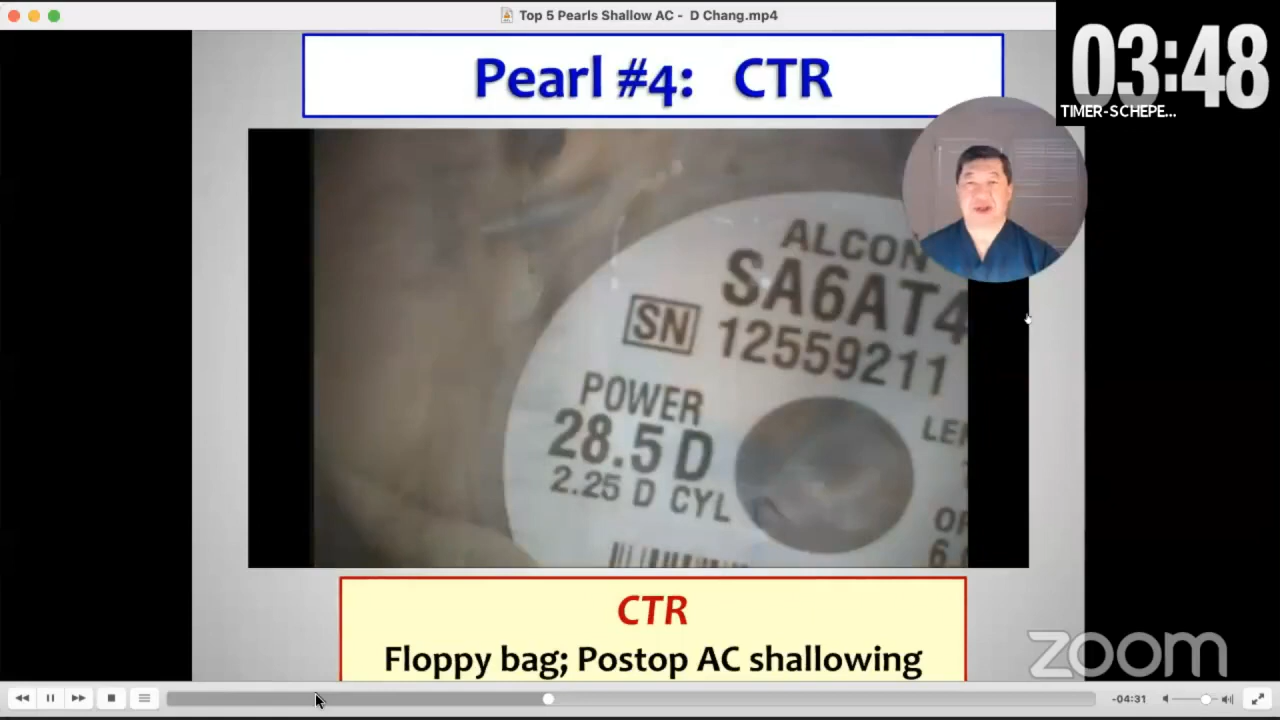 Top 5 Pearls Shallow AC - D Chang.mp4
03:48
TIMER-SCHEPE...
Pearl #4: CTR
ALCON
SA6AT4
SN 12559211
POWER
28.5 D
2.25 D CYL
CTR
Floppy bag; Postop AC shallowing
zoom
-04:31